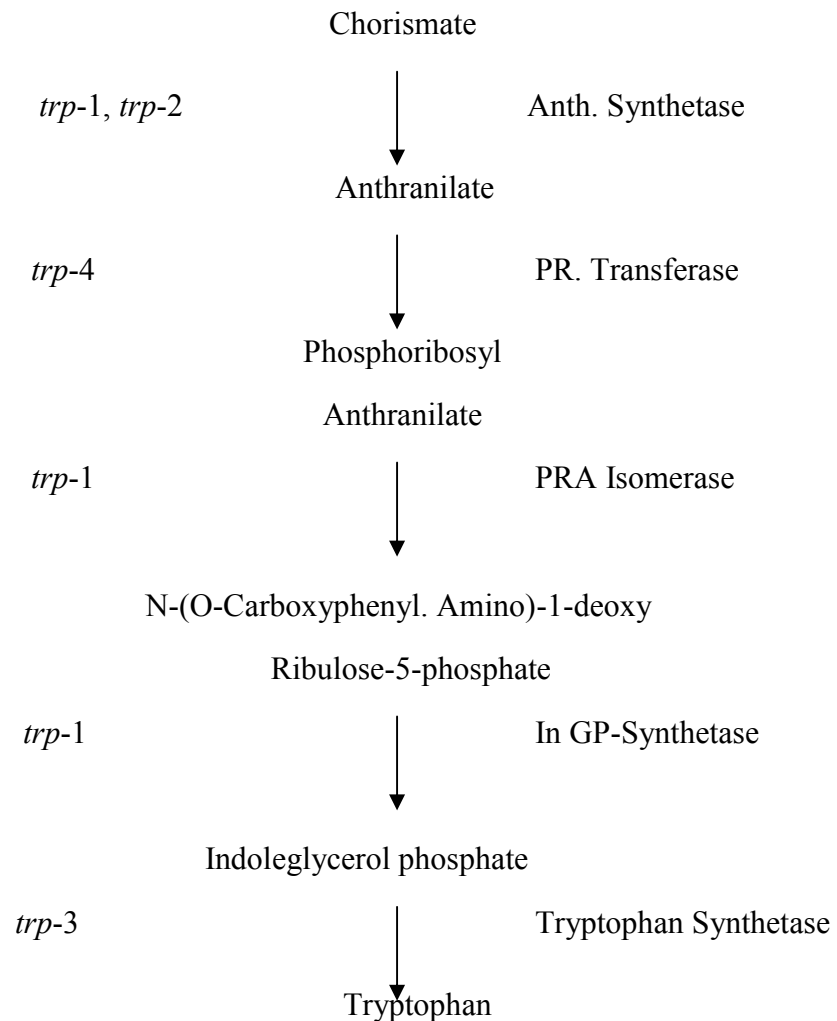 Chorismate
trp-1, trp-2 Anth. Synthetase
Anthranilate
trp-4 PR. Transferase
Phosphoribosyl
Anthranilate
trp-1 PRA Isomerase
N-(O-Carboxyphenyl. Amino)-1-deoxy
Ribulose-5-phosphate
trp-1 In GP-Synthetase
Indoleglycerol phosphate
trp-3 Tryptophan Synthetase
Tryptophan